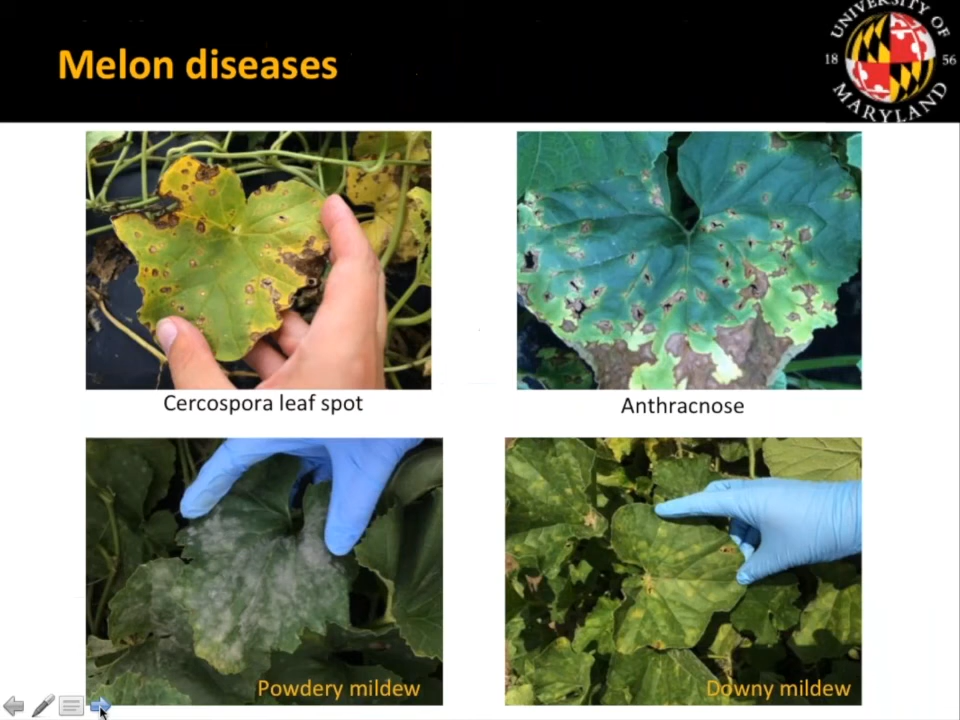 Melon diseases
UNIVERSITY OF
18 56
MARYLAND
Cercospora leaf spot
Anthracnose
Powdery mildew
Downy mildew